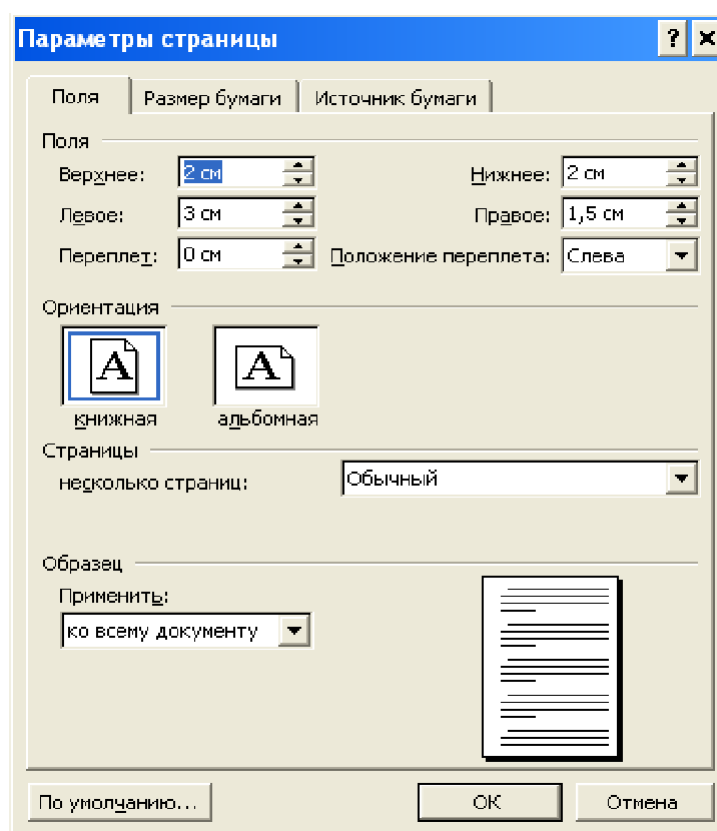 Параметры страницы
Поля Размер бумаги Источник бумаги
Поля
Верхнее: 2 см Нижнее: 2 см
Левое: 3 см Правое: 1,5 см
Переплет: 0 см Положение переплета: Слева
Ориентация
A A
книжная альбомная
Страницы
несколько страниц: Обычный
Образец
Применить:
ко всему документу
По умолчанию... ОК Отмена